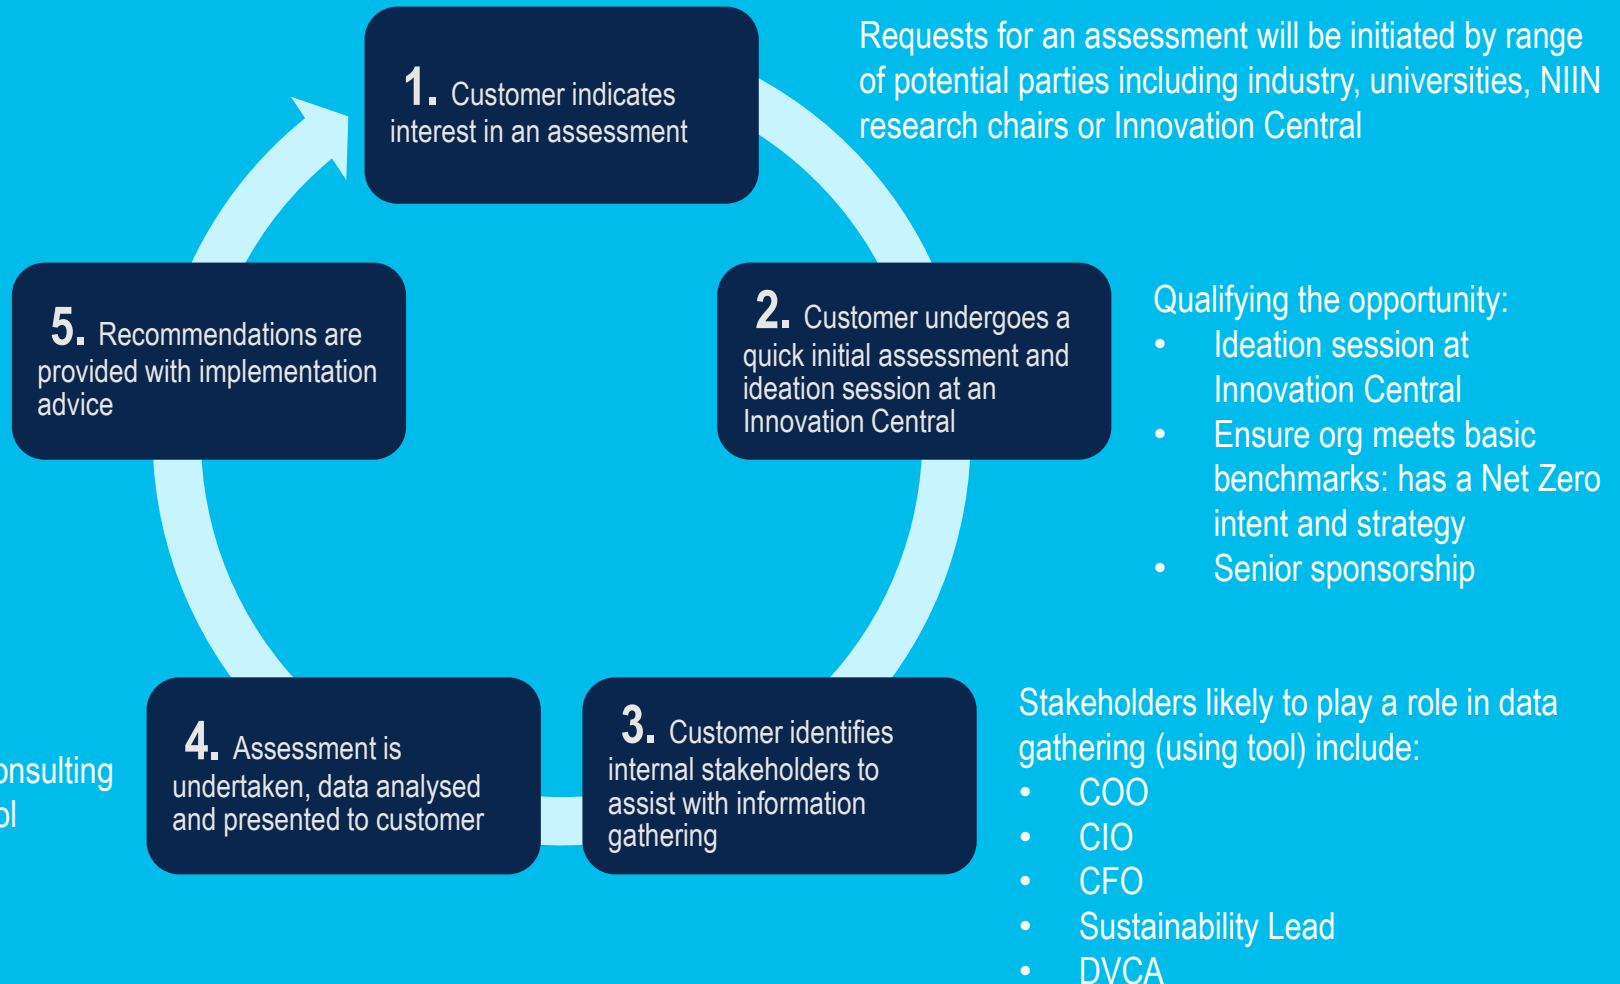 1. Customer indicates
interest in an assessment
Requests for an assessment will be initiated by range
of potential parties including industry, universities, NIIN
research chairs or Innovation Central
2. Customer undergoes a
quick initial assessment and
ideation session at an
Innovation Central
Qualifying the opportunity:
• Ideation session at
Innovation Central
• Ensure org meets basic
benchmarks: has a Net Zero
intent and strategy
• Senior sponsorship
3. Customer identifies
internal stakeholders to
assist with information
gathering
Stakeholders likely to play a role in data
gathering (using tool) include:
• COO
• CIO
• CFO
• Sustainability Lead
• DVCA
4. Assessment is
undertaken, data analysed
and presented to customer
5. Recommendations are
provided with implementation
advice